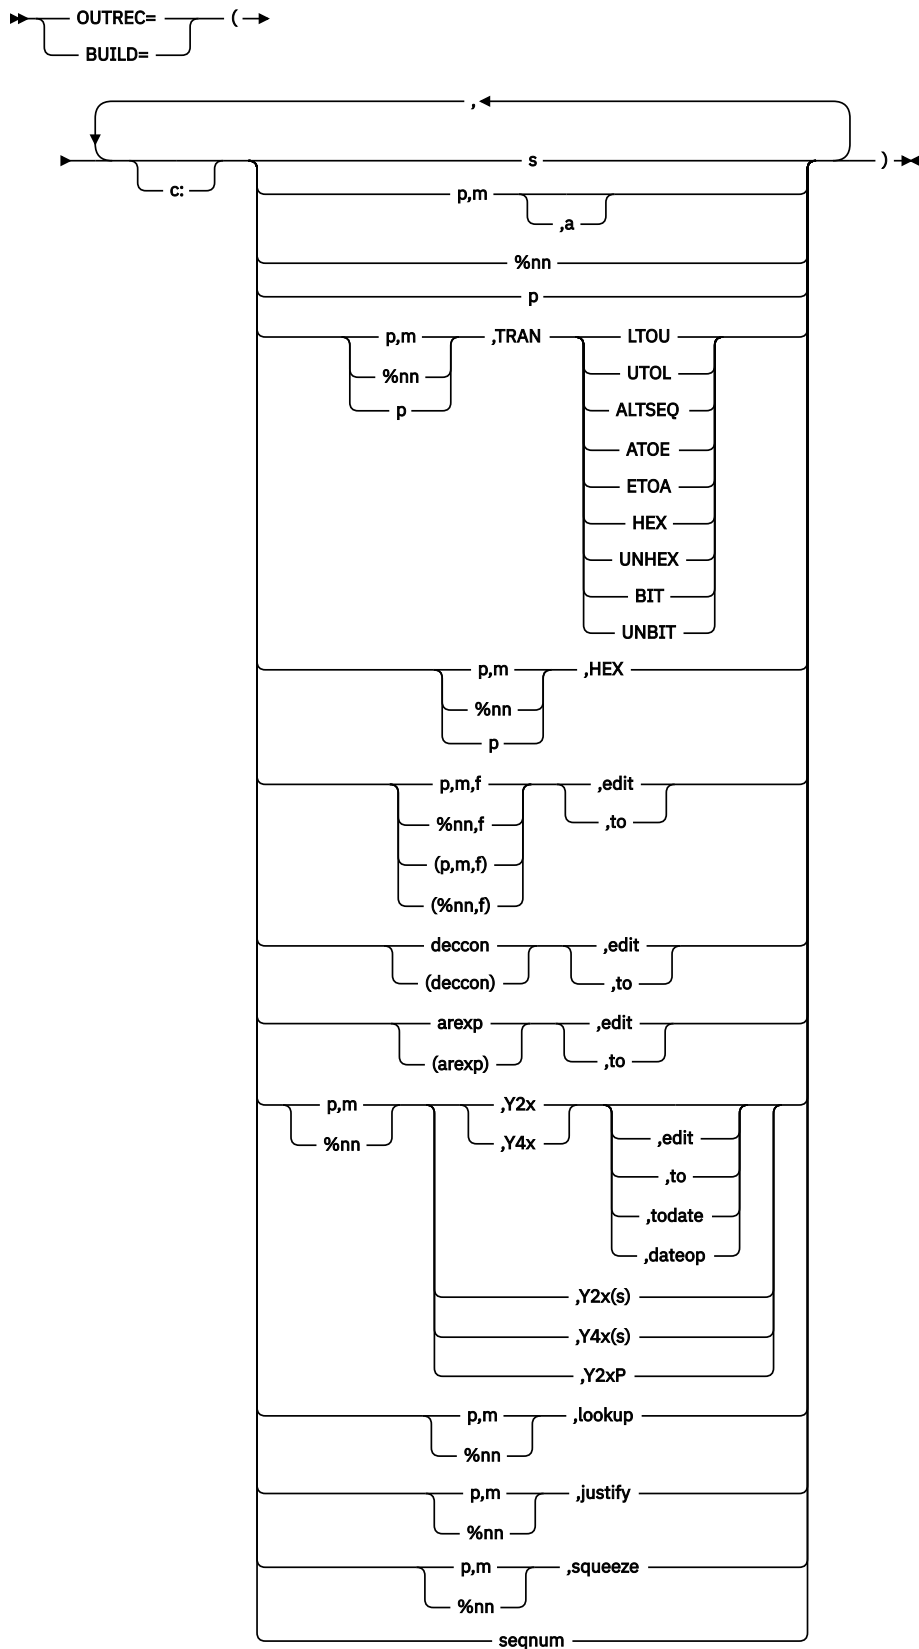 OUTREC= (
BUILD=
,
s )
c:
p,m
,a
%nn
p
p,m ,TRAN LTOU
%nn UTOL
p ALTSEQ
ATOE
ETOA
HEX
UNHEX
BIT
UNBIT
p,m ,HEX
%nn
p
p,m,f ,edit
%nn,f ,to
(p,m,f)
(%nn,f)
deccon ,edit
(deccon) ,to
arexp ,edit
(arexp) ,to
p,m ,Y2x
%nn ,Y4x ,edit
,to
,todate
,dateop
,Y2x(s)
,Y4x(s)
,Y2xP
p,m ,lookup
%nn
p,m ,justify
%nn
p,m ,squeeze
%nn
seqnum